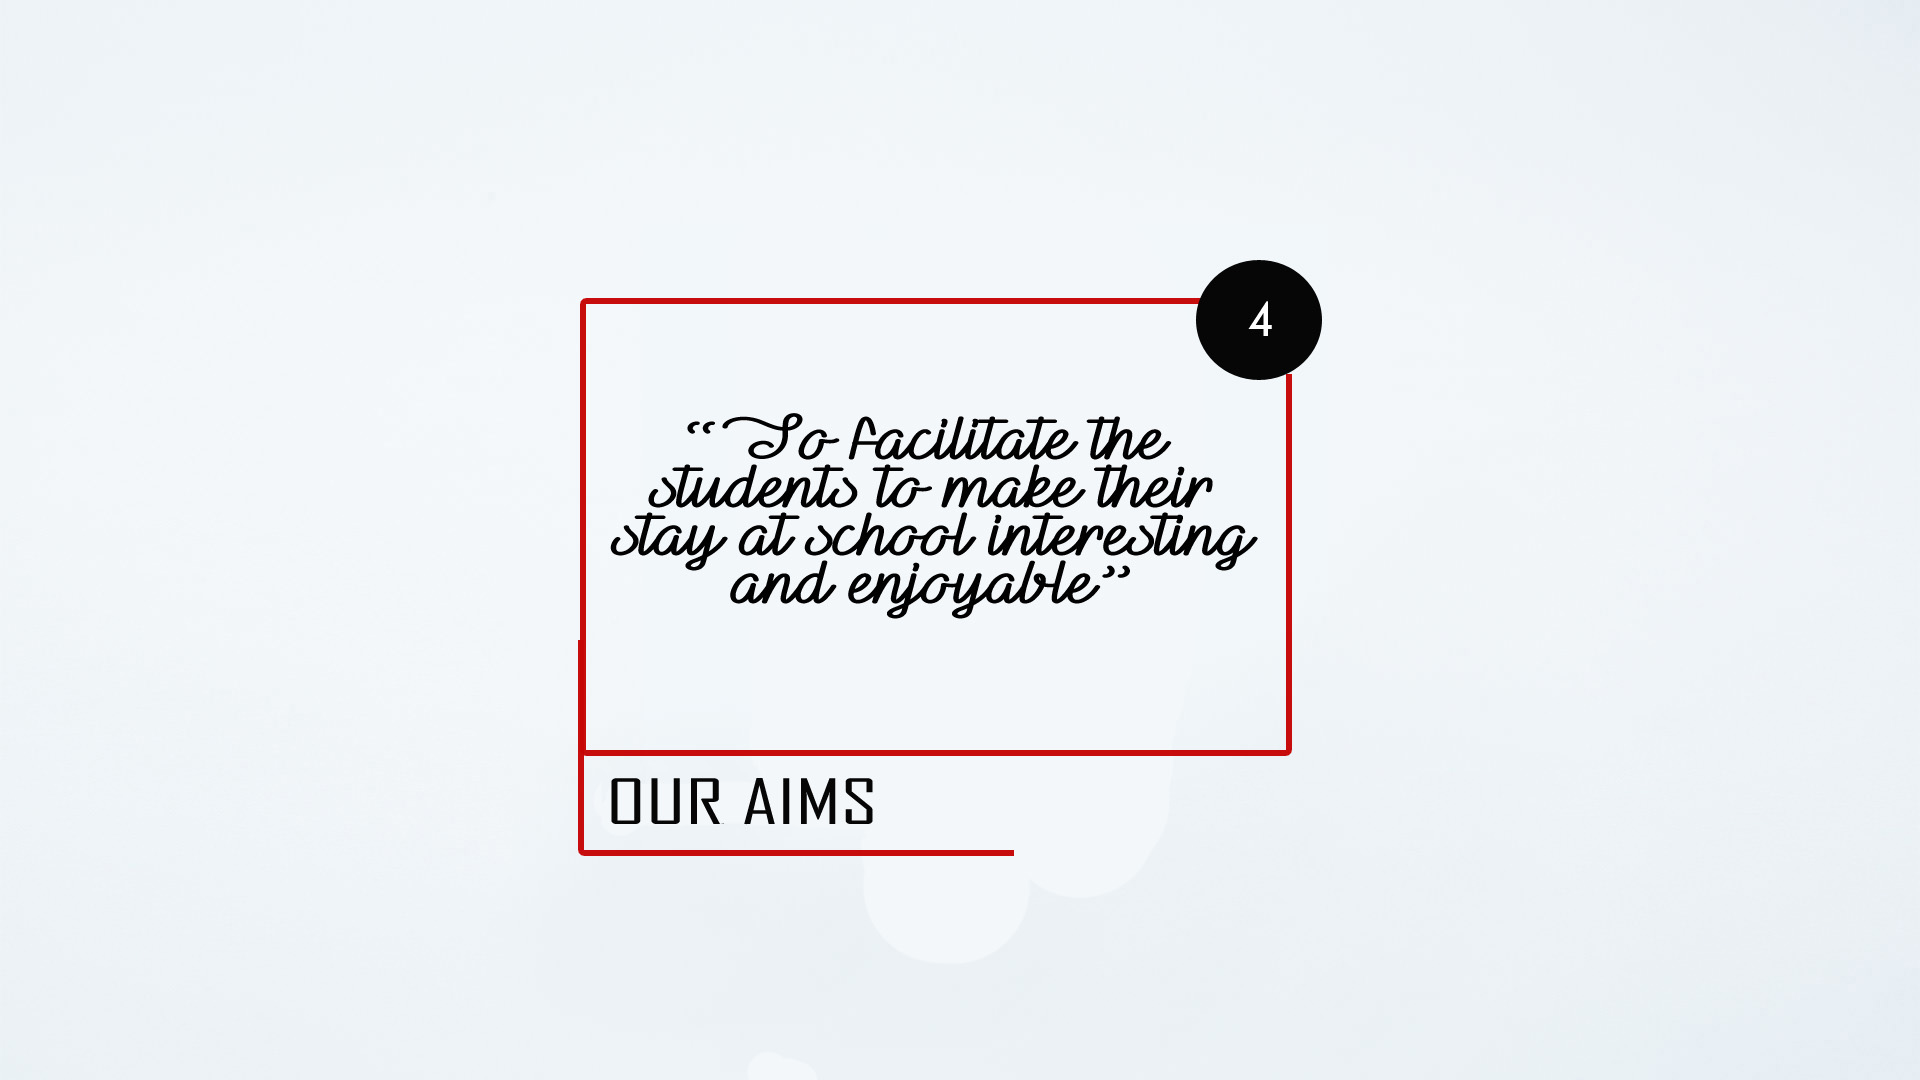 4
“To facilitate the
students to make their
stay at school interesting
and enjoyable”
OUR AIMS